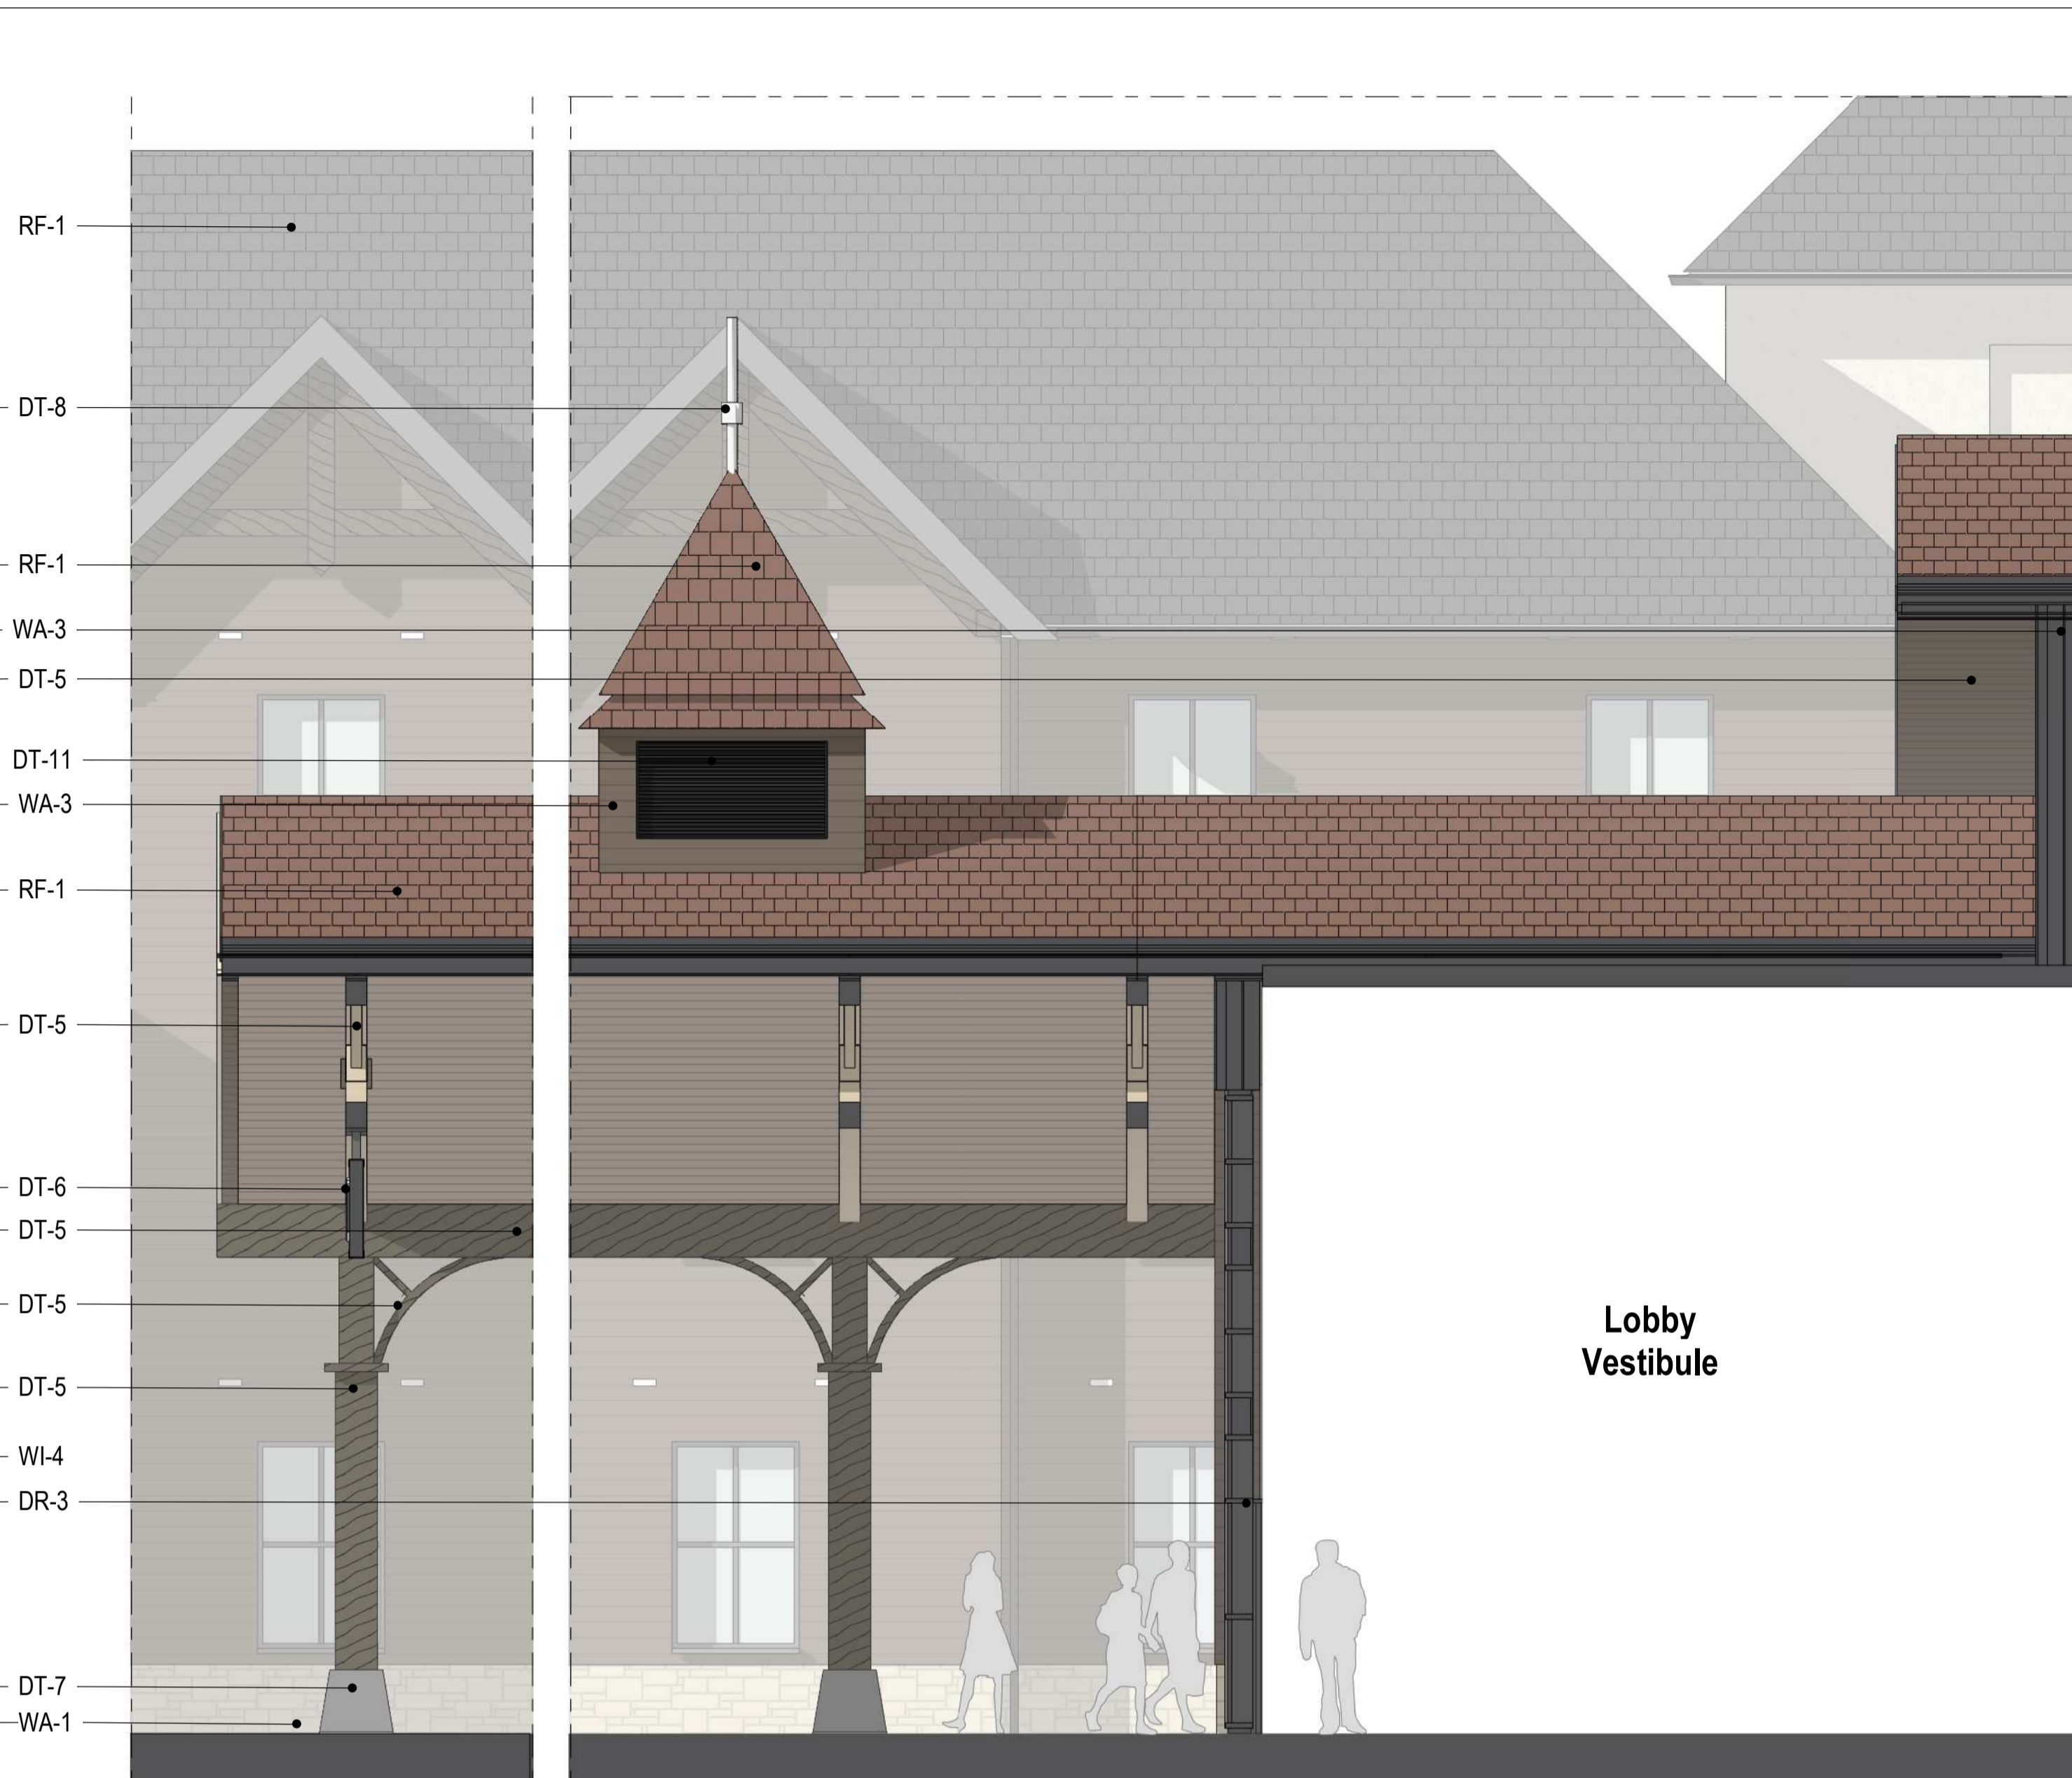 RF-1
DT-8
RF-1
WA-3
DT-5
DT-11
WA-3
RF-1
DT-5
DT-6
DT-5
DT-5
DT-5
WI-4
DR-3
DT-7
WA-1
Lobby
Vestibule